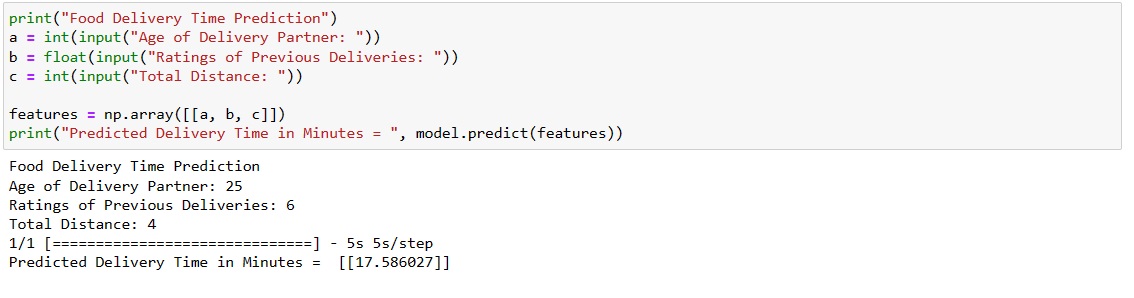 print("Food Delivery Time Prediction")
a = int(input("Age of Delivery Partner: "))
b = float(input("Ratings of Previous Deliveries: "))
c = int(input("Total Distance: "))
features = np.array([[a, b, c]])
print("Predicted Delivery Time in Minutes = ", model.predict(features))
Food Delivery Time Prediction
Age of Delivery Partner: 25
Ratings of Previous Deliveries: 6
Total Distance: 4
1/1 [==============================] - 5s 5s/step
Predicted Delivery Time in Minutes =  [[17.586027]]